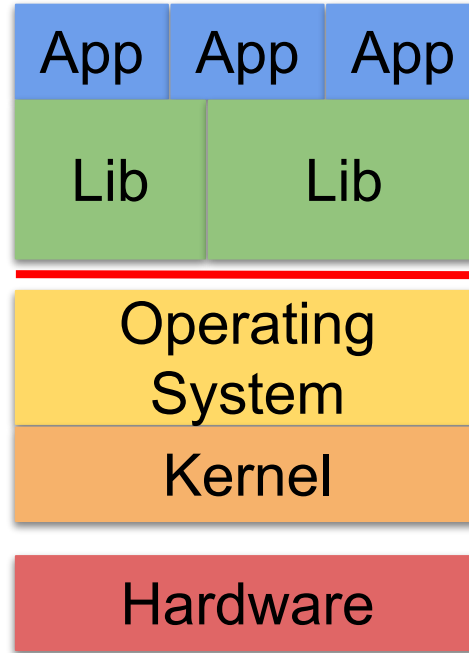 App App App
Lib Lib
Operating
System
Kernel
Hardware